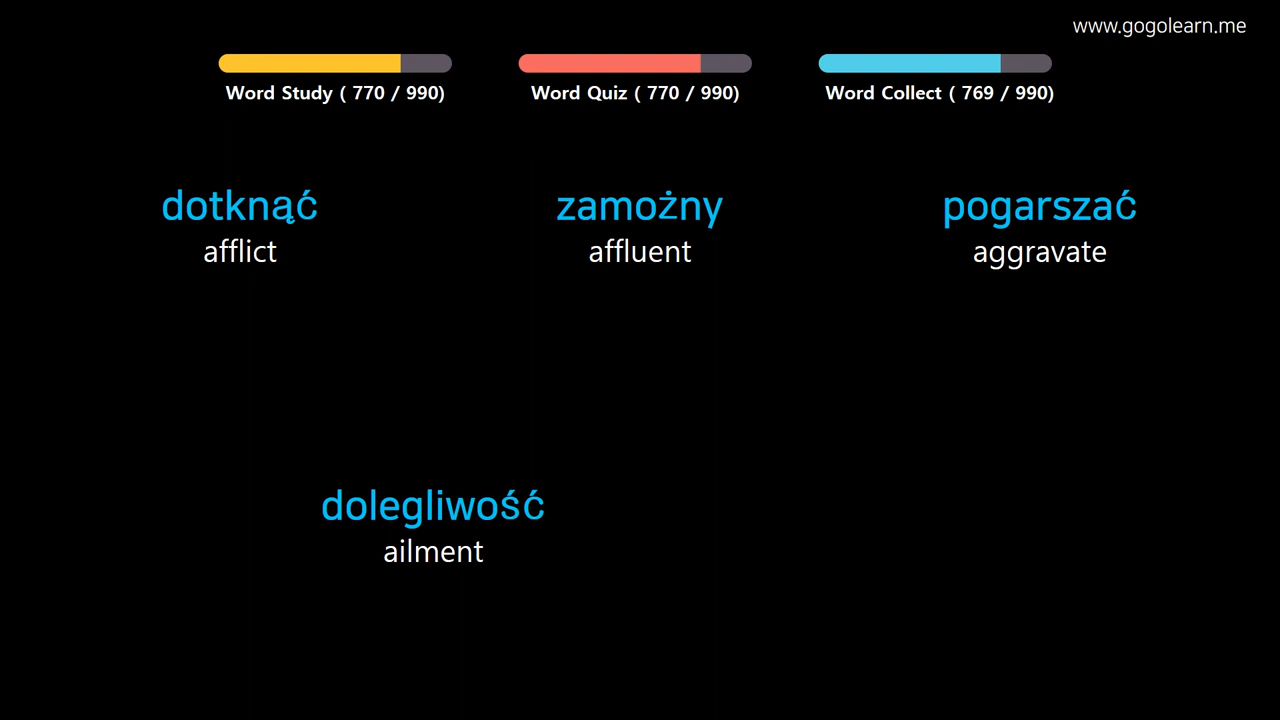 www.gogolearn.me
Word Study ( 770 / 990)
Word Quiz ( 770 / 990)
Word Collect ( 769 / 990)
dotknąć
afflict
zamożny
affluent
pogarszać
aggravate
dolegliwość
ailment